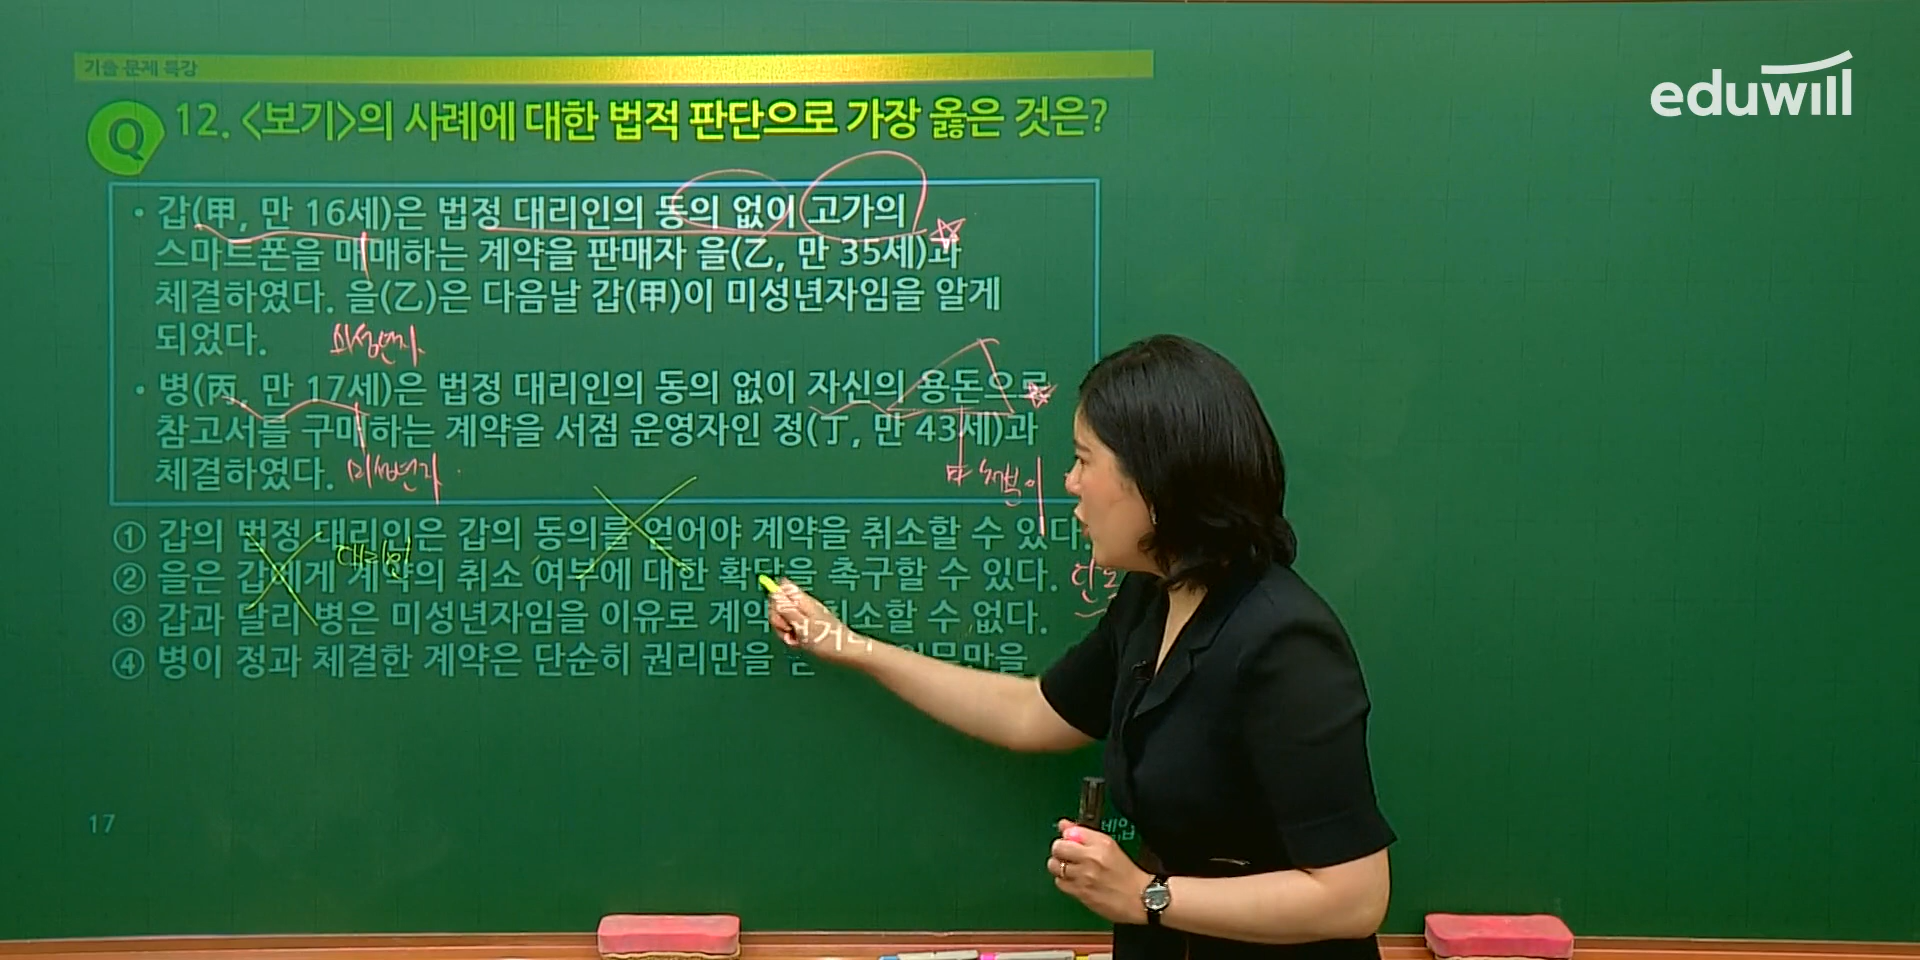 eduwill
기술 문제 특강
Q 12. <보기>의 사례에 대한 법적 판단으로 가장 옳은 것은?
• 갑(甲, 만 16세)은 법정 대리인의 동의 없이 고가의
스마트폰을 매매하는 계약을 판매자 을(乙, 만 35세)과
체결하였다. 을(乙)은 다음날 갑(甲)이 미성년자임을 알게
되었다. 미성년자
• 병(丙, 만 17세)은 법정 대리인의 동의 없이 자신의 용돈으로
참고서를 구매하는 계약을 서점 운영자인 정(丁, 만 43세)과
체결하였다. 미성년자
① 갑의 법정 대리인은 갑의 동의를 얻어야 계약을 취소할 수 있다.
대리인
② 을은 갑에게 계약의 취소 여부에 대한 확답을 촉구할 수 있다.
③ 갑과 달리 병은 미성년자임을 이유로 계약 취소할 수 없다.
④ 병이 정과 체결한 계약은 단순히 권리만을
17